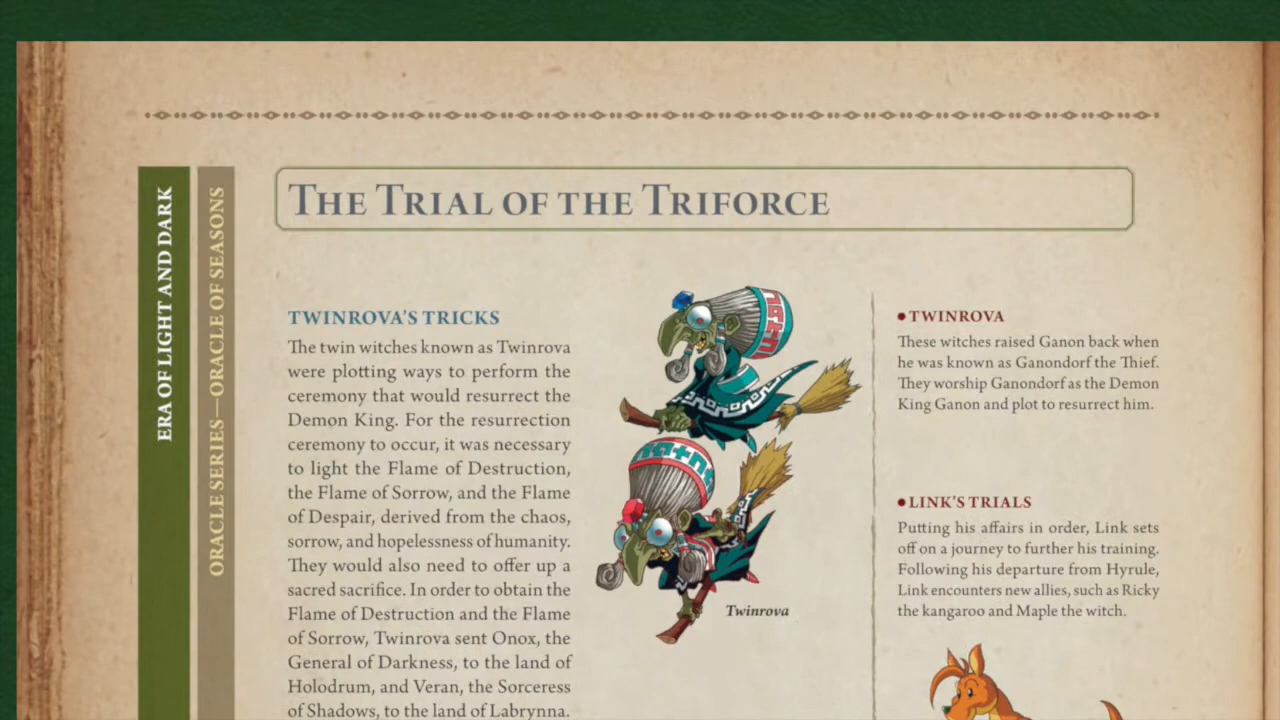 The Trial of the Triforce
ERA OF LIGHT AND DARK
ORACLE SERIES—ORACLE OF SEASONS
TWINROVA'S TRICKS
The twin witches known as Twinrova
were plotting ways to perform the
ceremony that would resurrect the
Demon King. For the resurrection
ceremony to occur, it was necessary
to light the Flame of Destruction,
the Flame of Sorrow, and the Flame
of Despair, derived from the chaos,
sorrow, and hopelessness of humanity.
They would also need to offer up a
sacred sacrifice. In order to obtain the
Flame of Destruction and the Flame
of Sorrow, Twinrova sent Onox, the
General of Darkness, to the land of
Holodrum, and Veran, the Sorceress
of Shadows, to the land of Labrynna.
Twinrova
•TWINROVA
These witches raised Ganon back when
he was known as Ganondorf the Thief.
They worship Ganondorf as the Demon
King Ganon and plot to resurrect him.
•LINK'S TRIALS
Putting his affairs in order, Link sets
off on a journey to further his training.
Following his departure from Hyrule,
Link encounters new allies, such as Ricky
the kangaroo and Maple the witch.